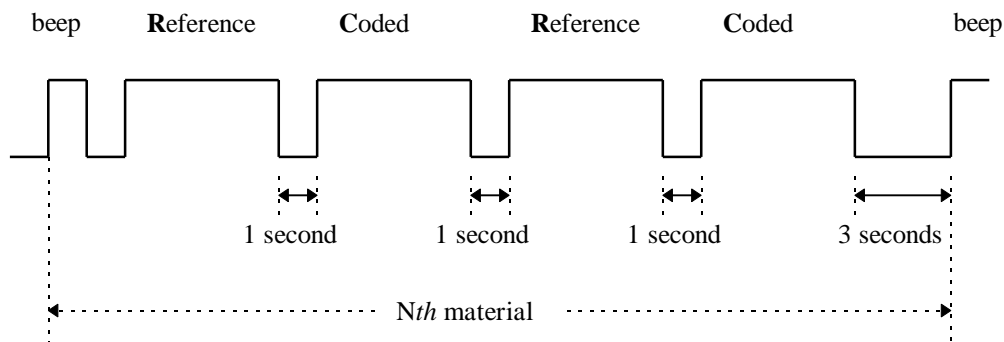 beep Reference Coded Reference Coded beep
1 second 1 second 1 second 3 seconds
Nth material